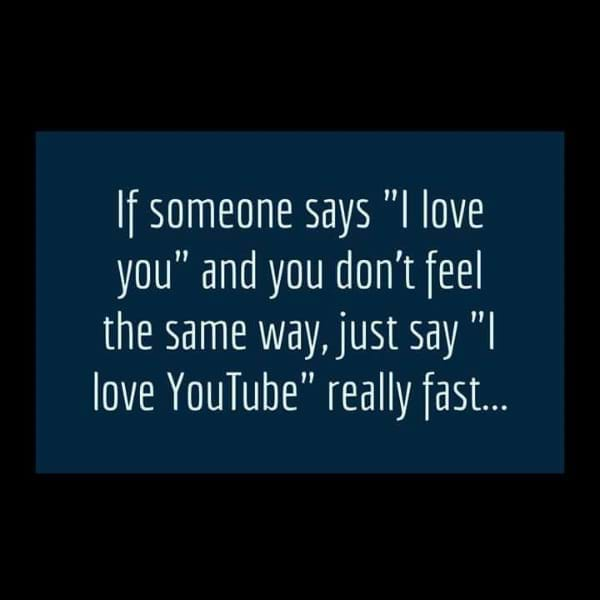 If someone says "I love
you" and you don't feel
the same way, just say "I
love YouTube" really fast...